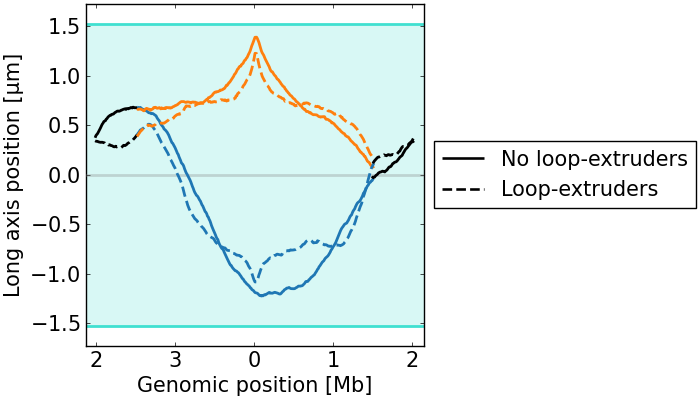 Long axis position [μm]
1.5
1.0
0.5
0.0
−0.5
−1.0
−1.5
2 3 0 1 2
Genomic position [Mb]
No loop-extruders
Loop-extruders